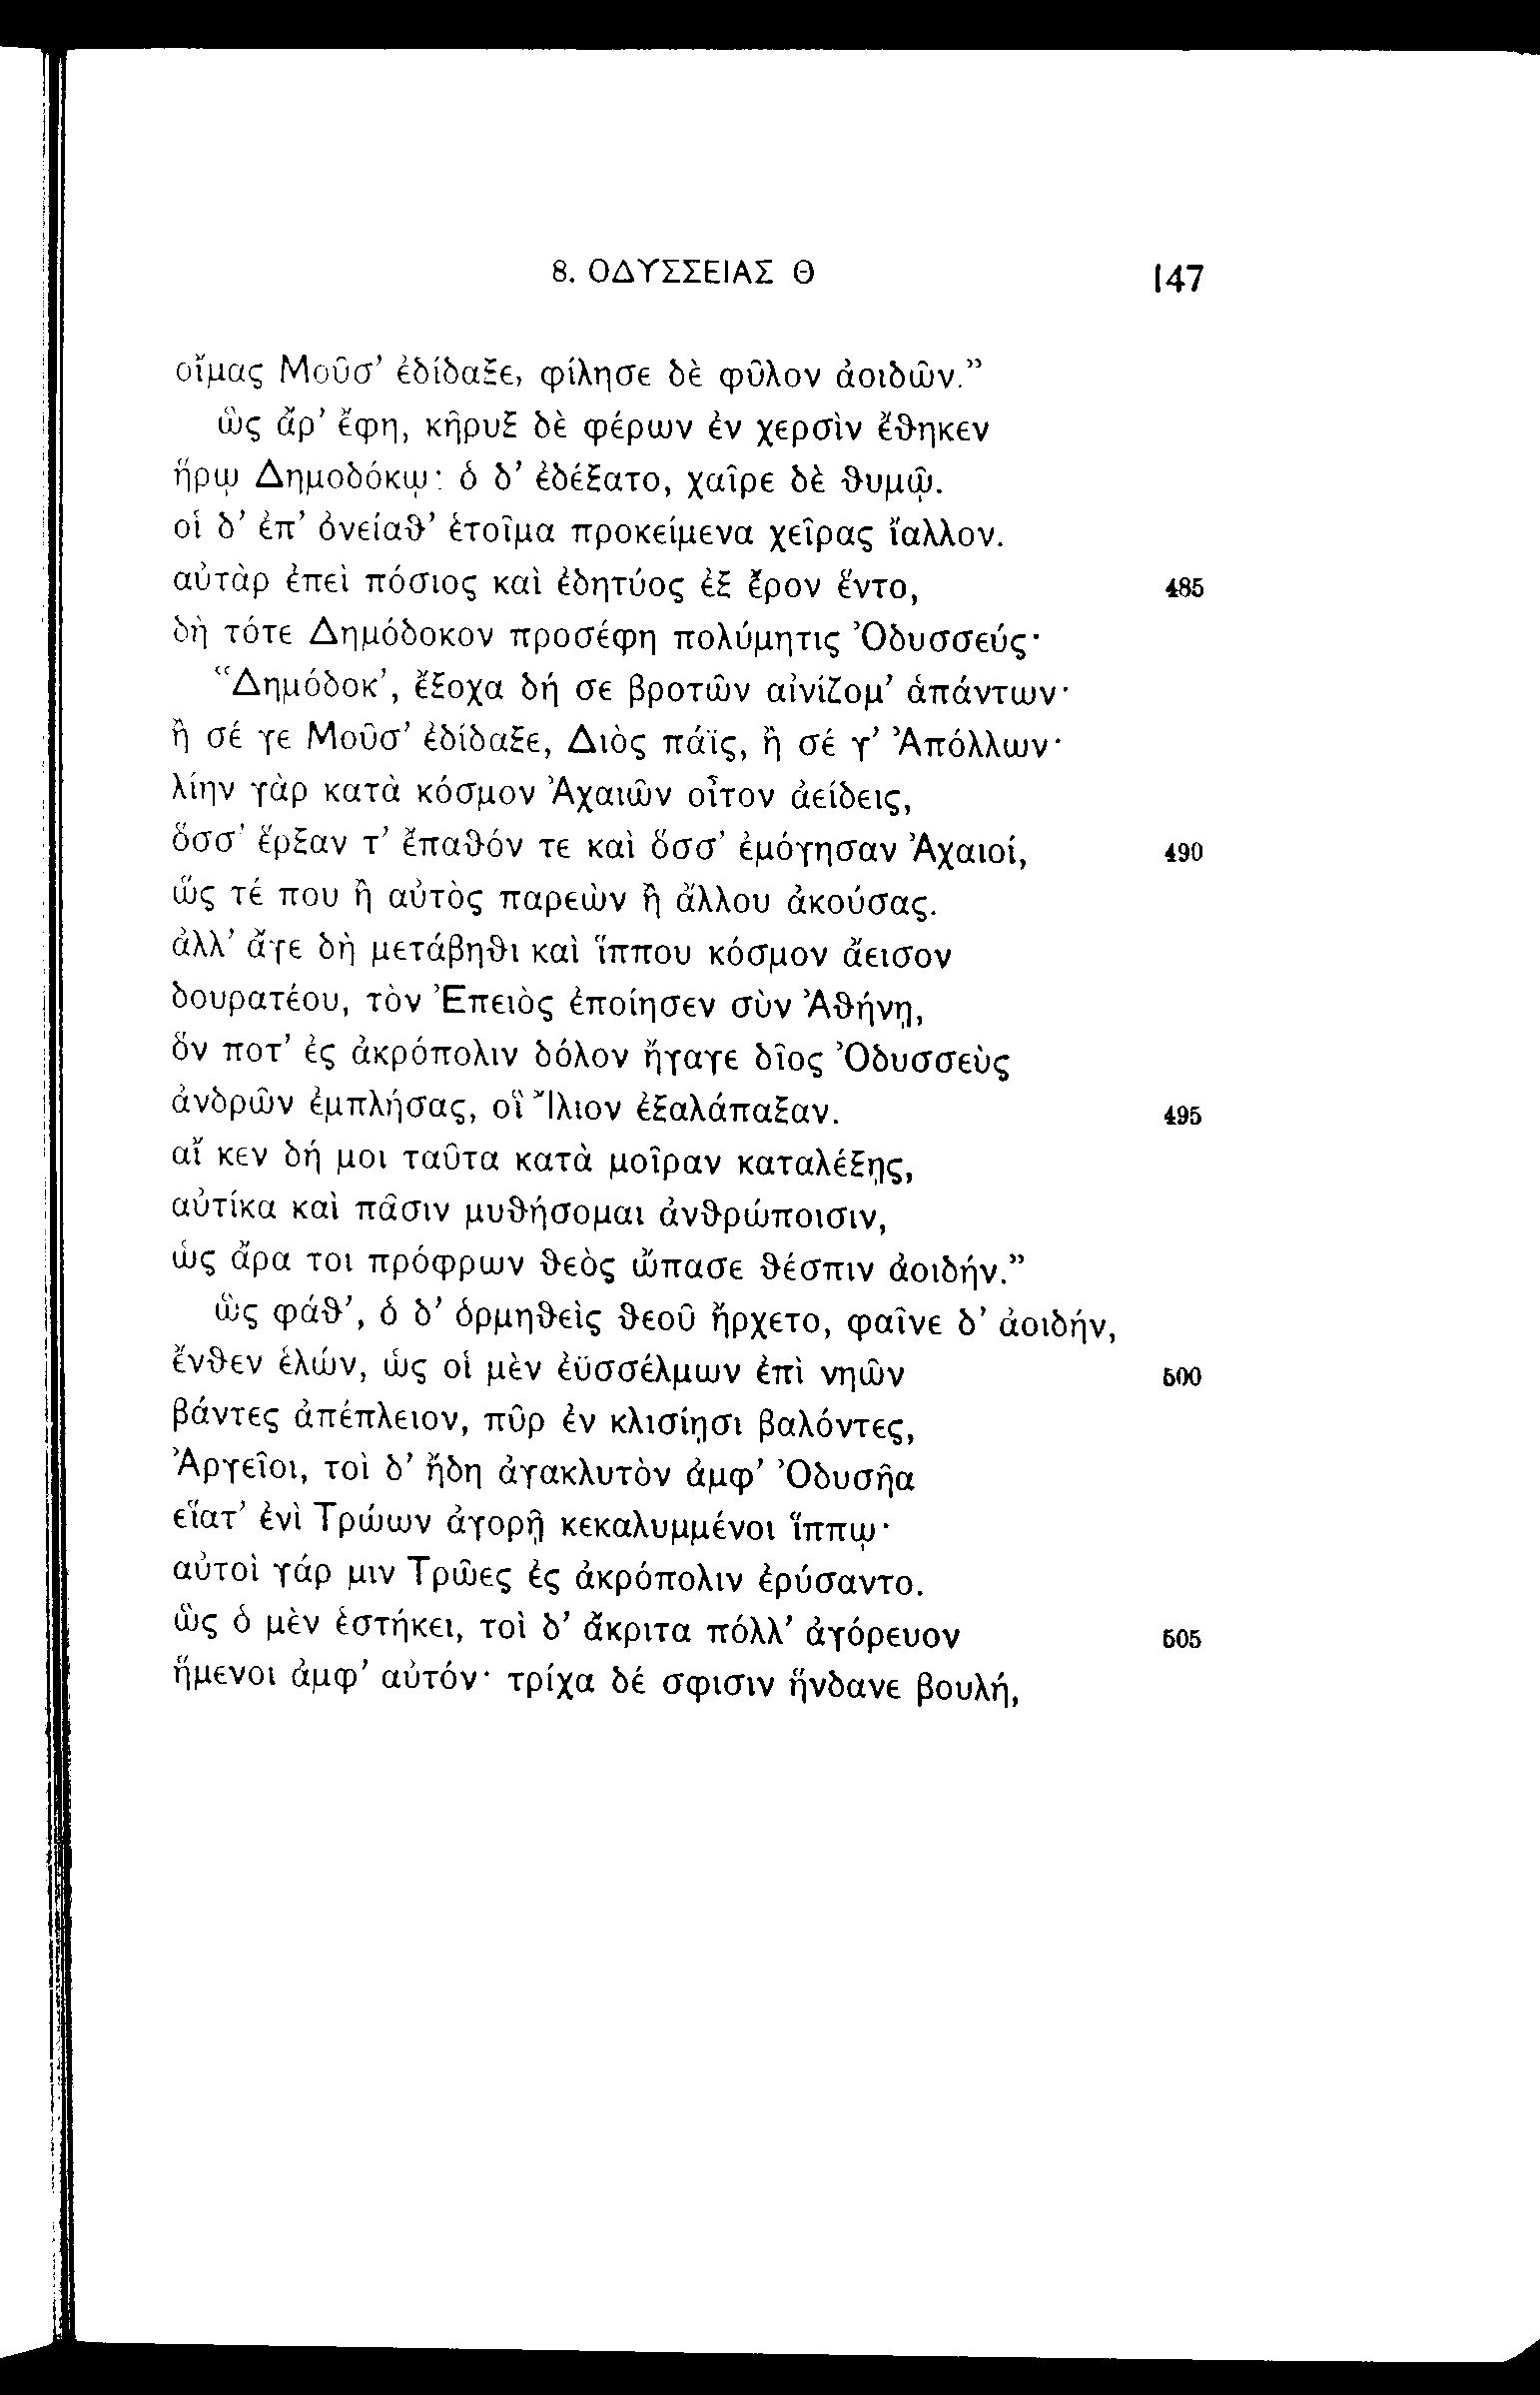 8. ΟΔΥΣΣΕΙΑΣ Θ 147
οἴμας Μοῦσ’ ἐδίδαξε, φίλησε δὲ φῦλον ἀοιδῶν.”
ὣς ἄρ’ ἔφη, κῆρυξ δὲ φέρων ἐν χερσὶν ἔθηκεν
ἥρῳ Δημοδόκῳ· ὁ δ’ ἐδέξατο, χαῖρε δὲ θυμῷ.
οἱ δ’ ἐπ’ ὀνείαθ’ ἑτοῖμα προκείμενα χεῖρας ἴαλλον.
αὐτὰρ ἐπεὶ πόσιος καὶ ἐδητύος ἐξ ἔρον ἕντο, 485
δὴ τότε Δημόδοκον προσέφη πολύμητις Ὀδυσσεύς·
“Δημόδοκ’, ἔξοχα δή σε βροτῶν αἰνίζομ’ ἁπάντων·
ἢ σέ γε Μοῦσ’ ἐδίδαξε, Διὸς πάϊς, ἢ σέ γ’ Ἀπόλλων·
λίην γὰρ κατὰ κόσμον Ἀχαιῶν οἶτον ἀείδεις,
ὅσσ’ ἕρξαν τ’ ἔπαθόν τε καὶ ὅσσ’ ἐμόγησαν Ἀχαιοί, 490
ὥς τέ που ἢ αὐτὸς παρεὼν ἢ ἄλλου ἀκούσας.
ἀλλ’ ἄγε δὴ μετάβηθι καὶ ἵππου κόσμον ἄεισον
δουρατέου, τὸν Ἐπειὸς ἐποίησεν σὺν Ἀθήνῃ,
ὅν ποτ’ ἐς ἀκρόπολιν δόλον ἤγαγε δῖος Ὀδυσσεὺς
ἀνδρῶν ἐμπλήσας, οἳ Ἴλιον ἐξαλάπαξαν. 495
αἴ κεν δή μοι ταῦτα κατὰ μοῖραν καταλέξῃς,
αὐτίκα καὶ πᾶσιν μυθήσομαι ἀνθρώποισιν,
ὡς ἄρα τοι πρόφρων θεὸς ὤπασε θέσπιν ἀοιδήν.”
ὣς φάθ’, ὁ δ’ ὁρμηθεὶς θεοῦ ἤρχετο, φαῖνε δ’ ἀοιδήν,
ἔνθεν ἑλών, ὡς οἱ μὲν ἐϋσσέλμων ἐπὶ νηῶν 500
βάντες ἀπέπλειον, πῦρ ἐν κλισίῃσι βαλόντες,
Ἀργεῖοι, τοὶ δ’ ἤδη ἀγακλυτὸν ἀμφ’ Ὀδυσῆα
εἵατ’ ἐνὶ Τρώων ἀγορῇ κεκαλυμμένοι ἵππῳ·
αὐτοὶ γάρ μιν Τρῶες ἐς ἀκρόπολιν ἐρύσαντο.
ὣς ὁ μὲν ἑστήκει, τοὶ δ’ ἄκριτα πόλλ’ ἀγόρευον 505
ἥμενοι ἀμφ’ αὐτόν· τρίχα δέ σφισιν ἥνδανε βουλή,